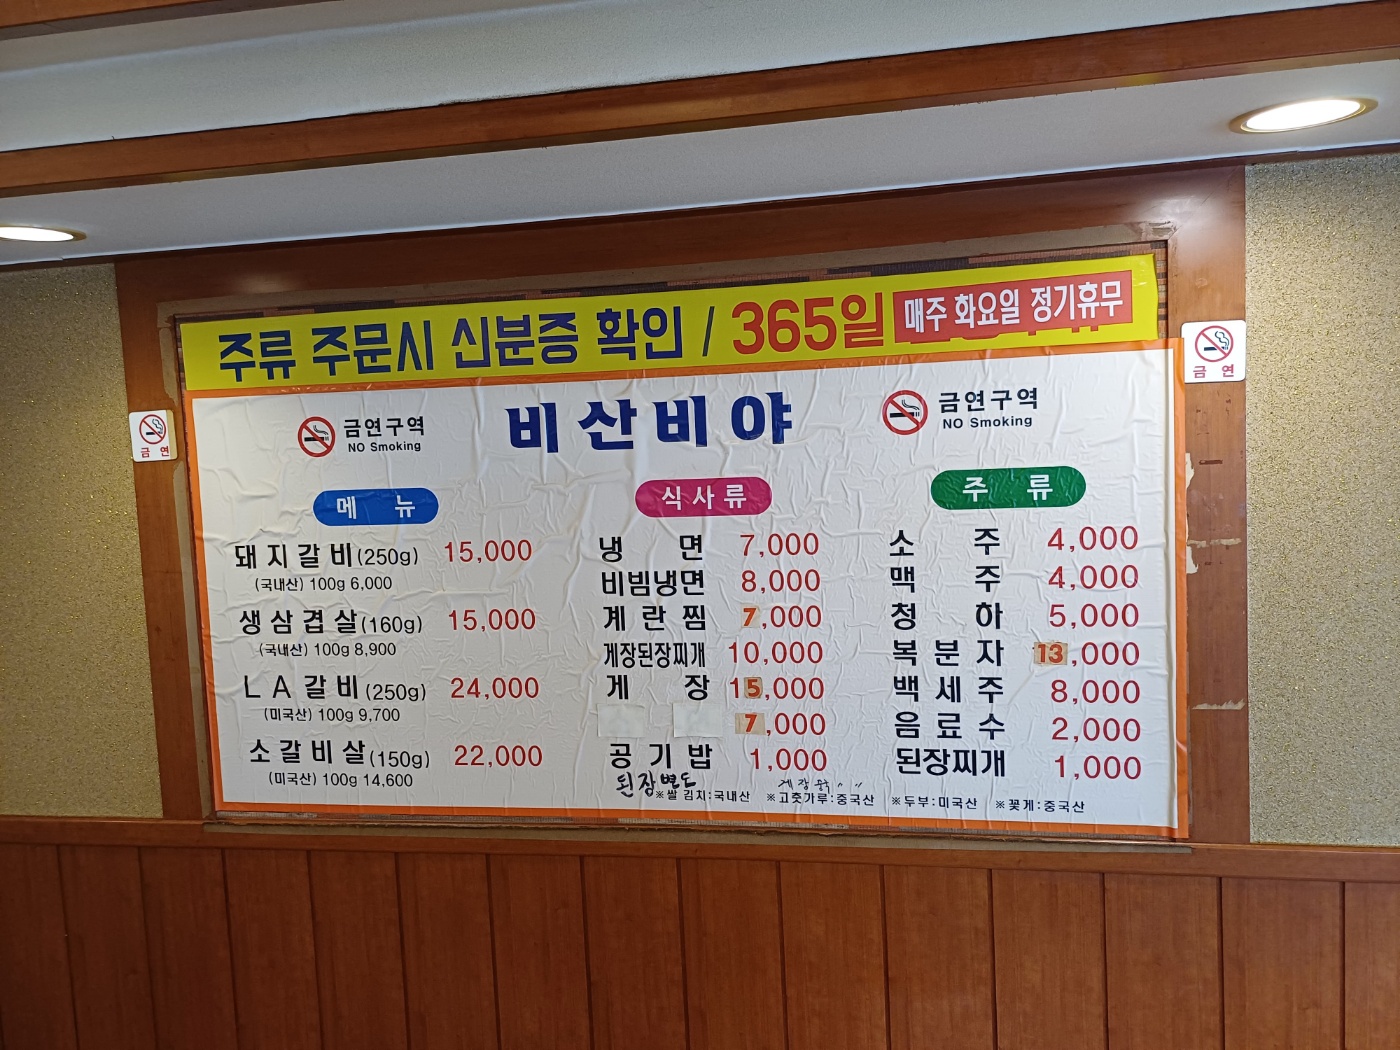 주류 주문시 신분증 확인 / 365일 매주 화요일 정기휴무
금연
금연
금연구역
NO Smoking
비산비야
금연구역
NO Smoking
메뉴
돼지갈비(250g) 15,000
(국내산) 100g 6,000
생삼겹살(160g) 15,000
(국내산) 100g 8,900
LA갈비(250g) 24,000
(미국산) 100g 9,700
소갈비살(150g) 22,000
(미국산) 100g 14,600
식사류
냉면 7,000
비빔냉면 8,000
계란찜 7,000
게장된장찌개 10,000
게장 15,000
7,000
공기밥 1,000
된장별도
주류
소주 4,000
맥주 4,000
청하 5,000
복분자 13,000
백세주 8,000
음료수 2,000
된장찌개 1,000
게장
※쌀 김치:국내산 ※고춧가루:중국산 ※두부:미국산 ※꽃게:중국산